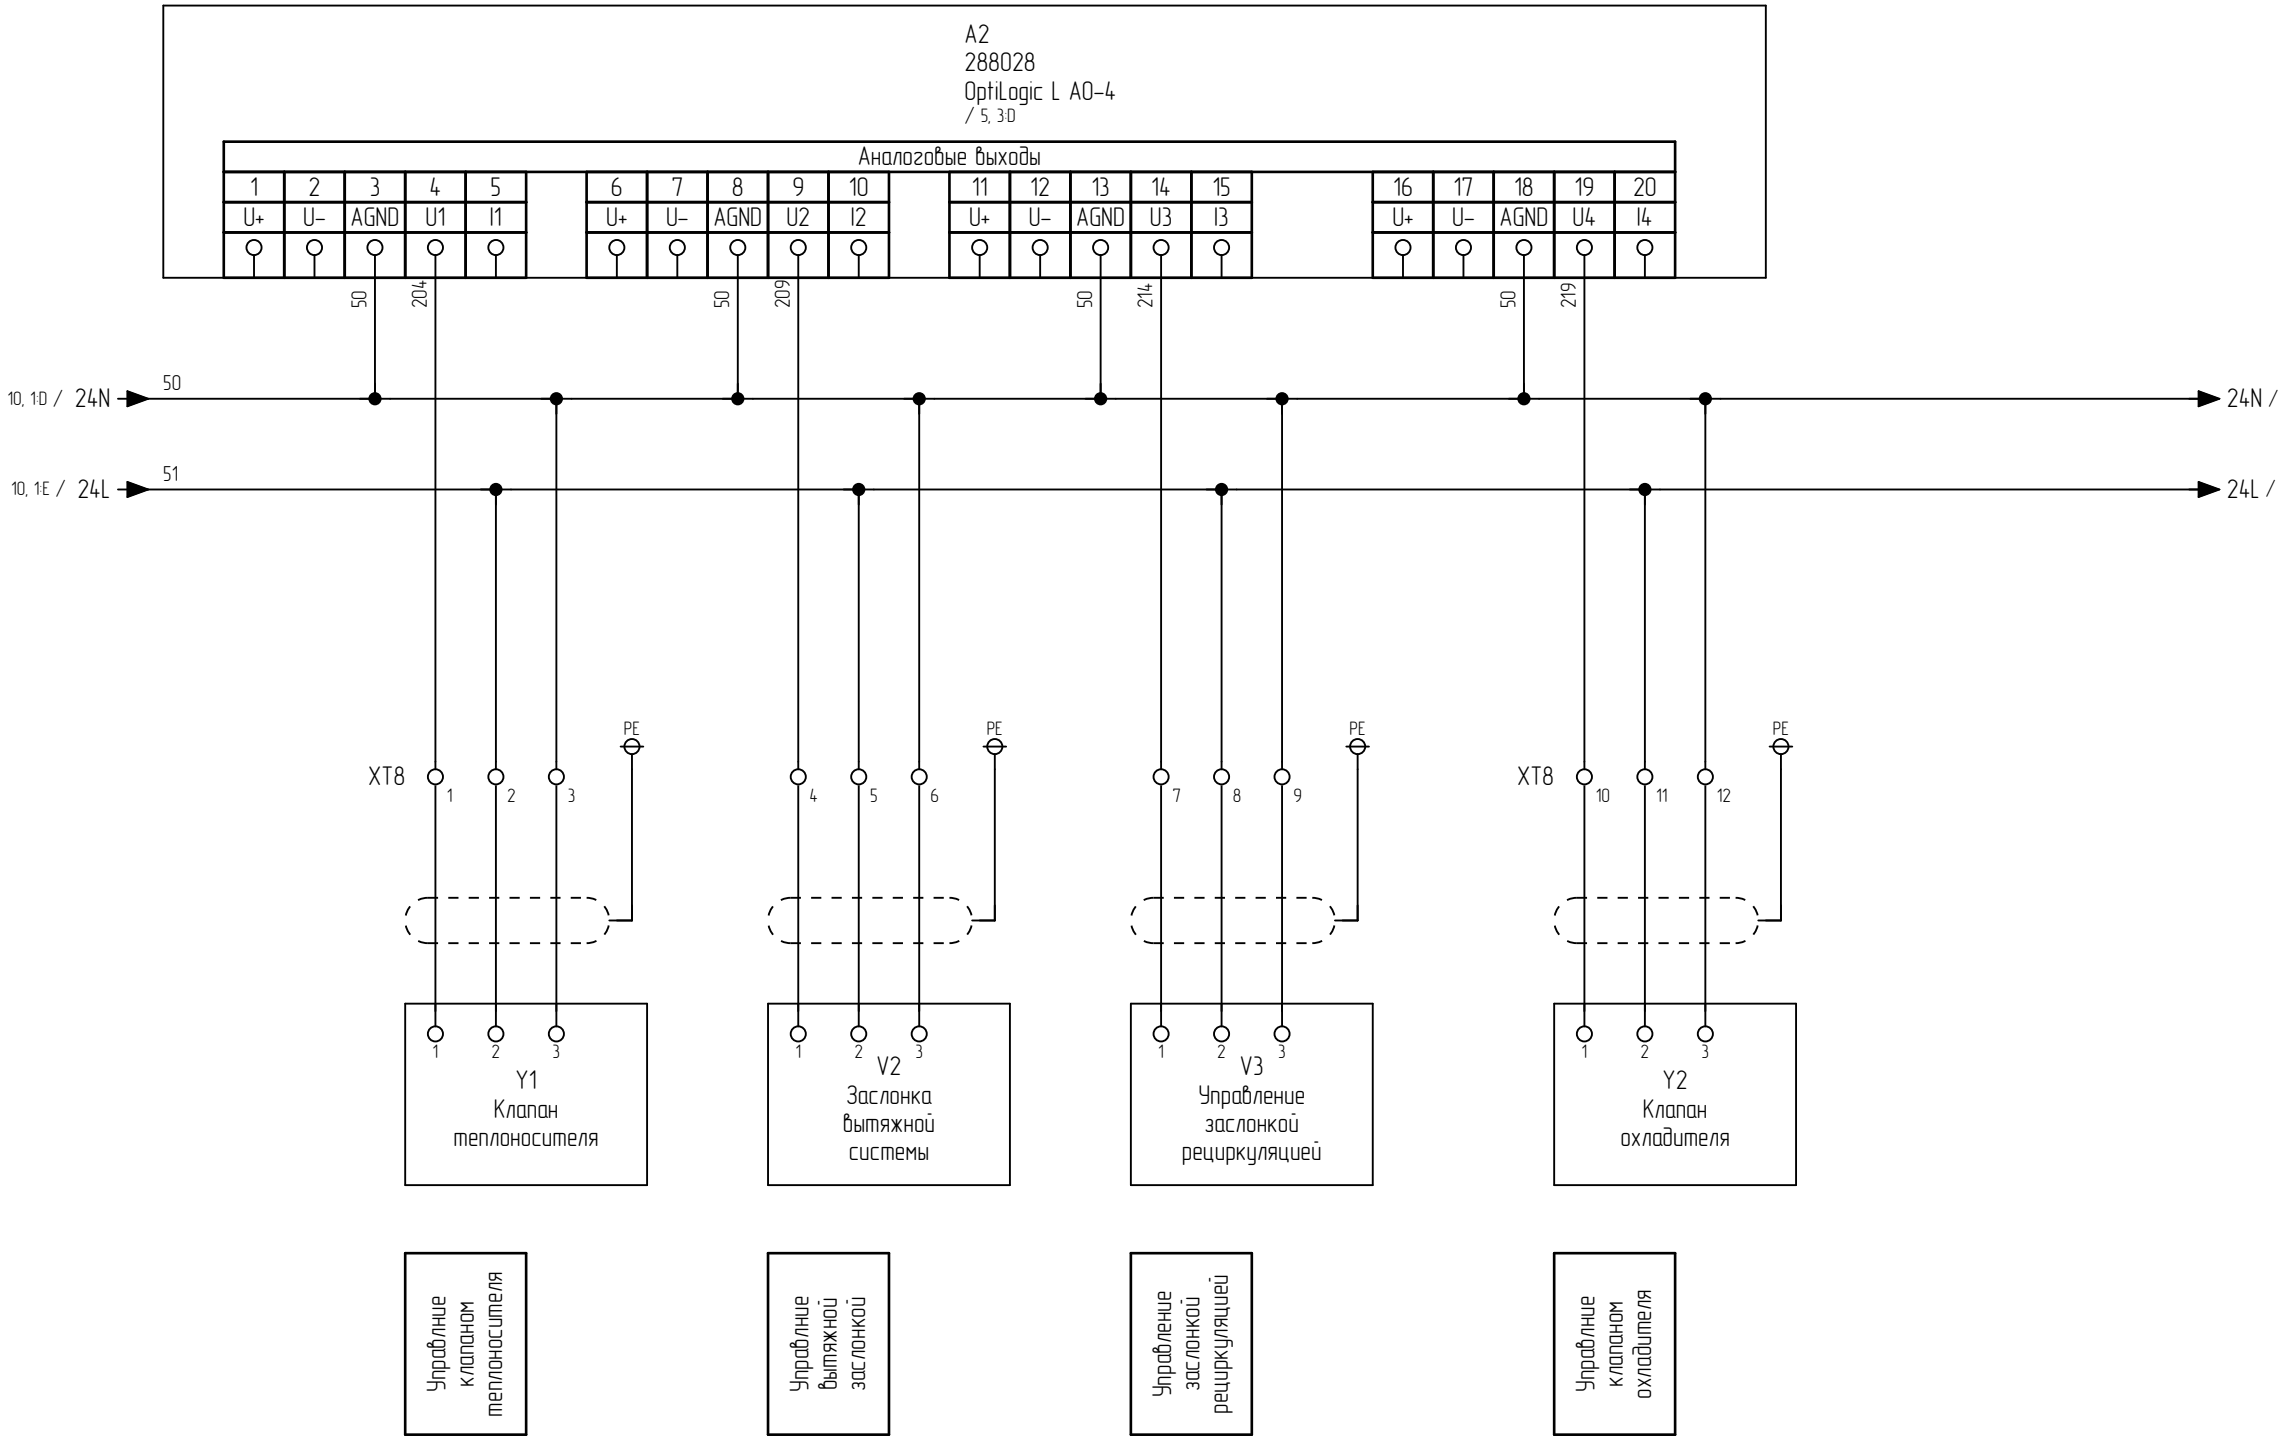 A2
288028
OptiLogic L AO-4
/ 5, 3:D
Аналоговые выходы
1 2 3 4 5 6 7 8 9 10 11 12 13 14 15 16 17 18 19 20
U+ U- AGND U1 I1 U+ U- AGND U2 I2 U+ U- AGND U3 I3 U+ U- AGND U4 I4
50 204 50 209 50 214 50 219
50
10, 1:D / 24N 24N /
51
10, 1:E / 24L 24L /
PE PE PE PE
XT8 XT8
1 2 3 4 5 6 7 8 9 10 11 12
1 2 3 1 2 3 1 2 3 1 2 3
Y1
Клапан
теплоносителя
V2
Заслонка
вытяжной
системы
V3
Управление
заслонкой
рециркуляцией
Y2
Клапан
охладителя
Управлние
клапаном
теплоносителя
Управлние
вытяжной
заслонкой
Управление
заслонкой
рециркуляцией
Управлние
клапаном
охладителя